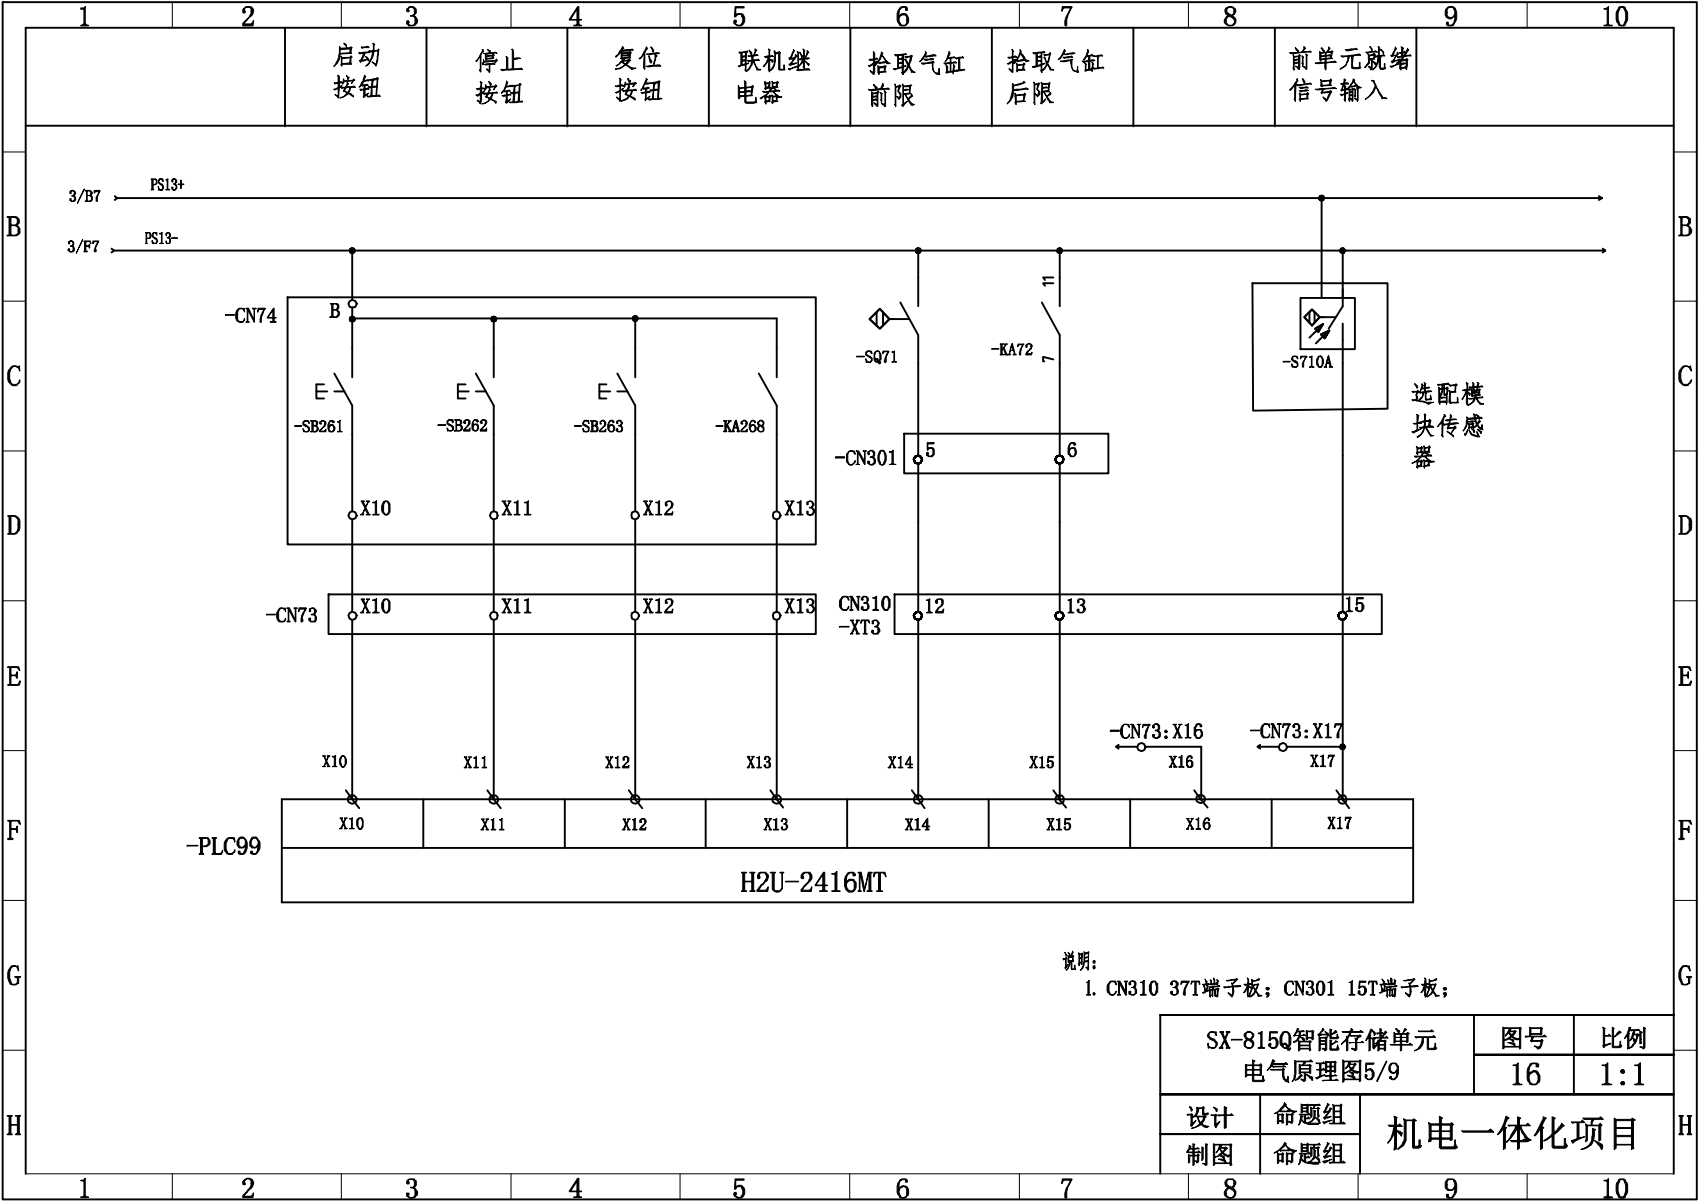 1 2 3 4 5 6 7 8 9 10
启动
按钮
停止
按钮
复位
按钮
联机继
电器
拾取气缸
前限
拾取气缸
后限
前单元就绪
信号输入
3/B7 PS13+
B B
3/F7 PS13-
11
-CN74 B
-SQ71
-KA72
7
-S710A
C C
选配模
块传感
器
-SB261 -SB262 -SB263 -KA268
-CN301 5 6
X10 X11 X12 X13
D D
-CN73 X10 X11 X12 X13
CN310
-XT3
12 13 15
E E
-CN73:X16 -CN73:X17
X10 X11 X12 X13 X14 X15 X16 X17
X10 X11 X12 X13 X14 X15 X16 X17
F F
-PLC99
H2U-2416MT
说明:
G G
1. CN310 37T端子板; CN301 15T端子板;
SX-815Q智能存储单元
电气原理图5/9
图号 比例
16 1:1
设计 命题组
制图 命题组
机电一体化项目
H H
1 2 3 4 5 6 7 8 9 10